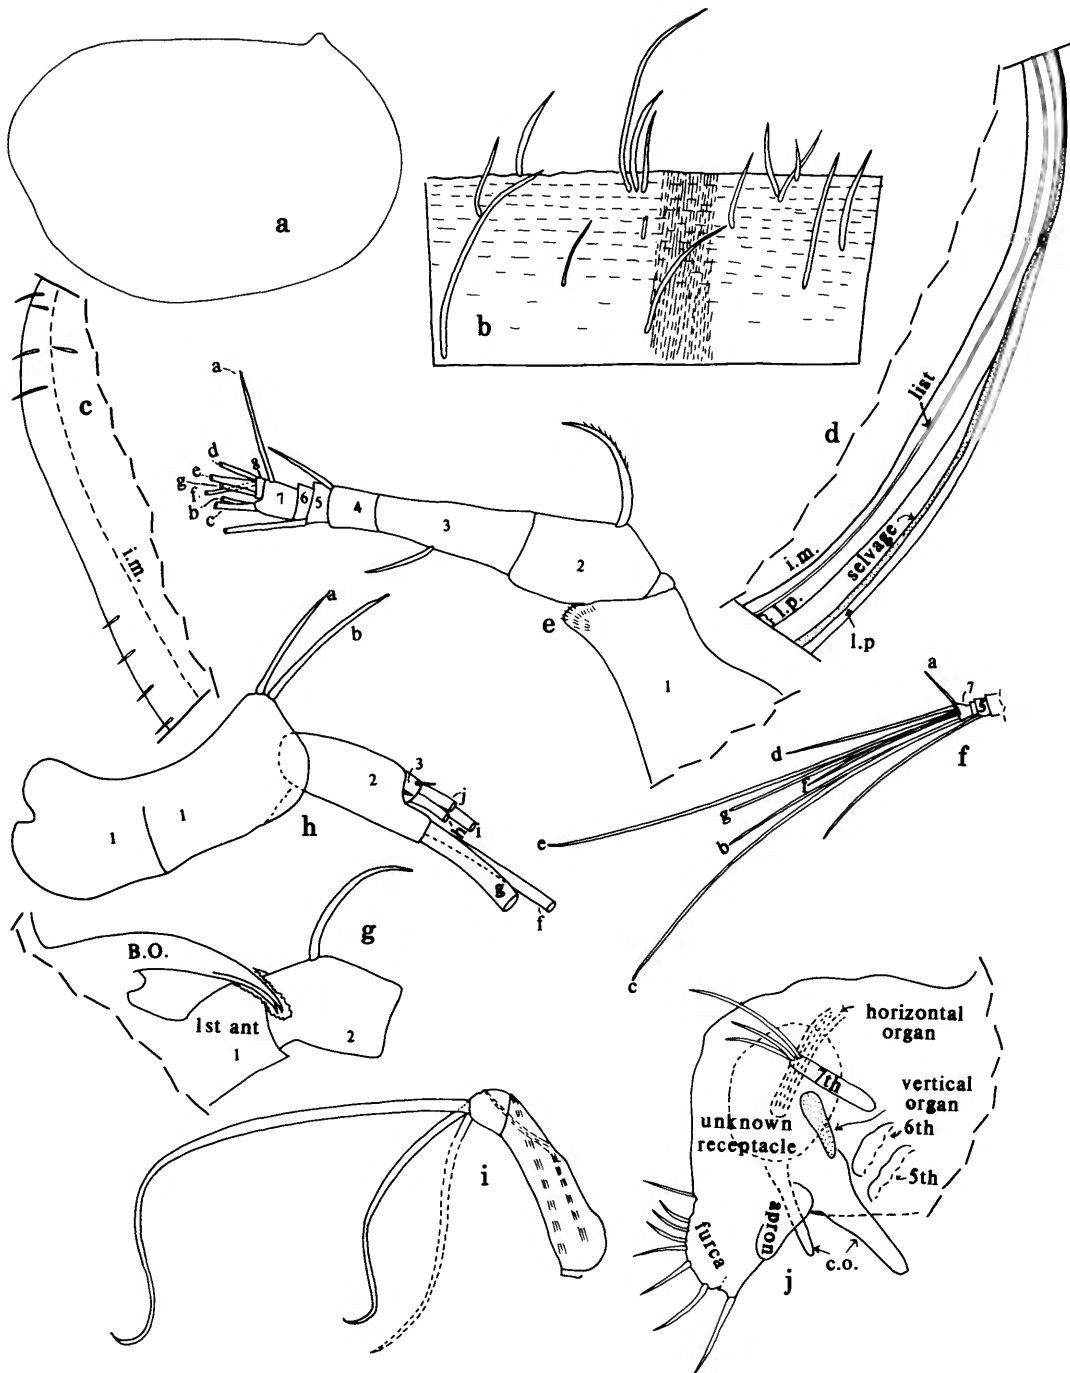 a
b
c
i.m.
d
list
i.m.
l.p.
selvage
l.p
a
d
e
g
f
b
c
8
7
6
5
4
3
2
1
e
a
b
1
1
2
3
j
i
h
g
f
h
a
7
5
d
f
g
e
b
c
f
B.O.
1st ant
1
2
g
i
horizontal
organ
7th
vertical
organ
unknown
receptacle
6th
5th
apron
furca
c.o.
j